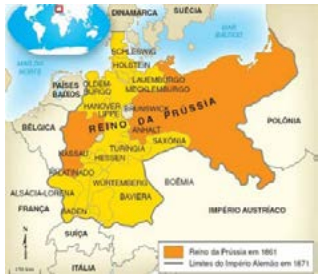 DINAMARCA
SUÉCIA
MAR BÁLTICO
MAR DO NORTE
SCHLESWIG
HOLSTEIN
PAÍSES BAIXOS
OLDEM-
BURGO
LAUEMBURGO
MECKLEMBURGO
HANOVER
LIPPE
BRUNSWICK
REINO DA PRÚSSIA
ANHALT
POLÔNIA
BÉLGICA
NASSAU
TURÍNGIA
SAXÔNIA
HESSEN
PALATINADO
BOÊMIA
ALSÁCIA-LORENA
WÜRTEMBERG
FRANÇA
BADEN
BAVIERA
IMPÉRIO AUSTRÍACO
SUÍÇA
ITÁLIA
Reino da Prússia em 1861
Limites do Império Alemão em 1871